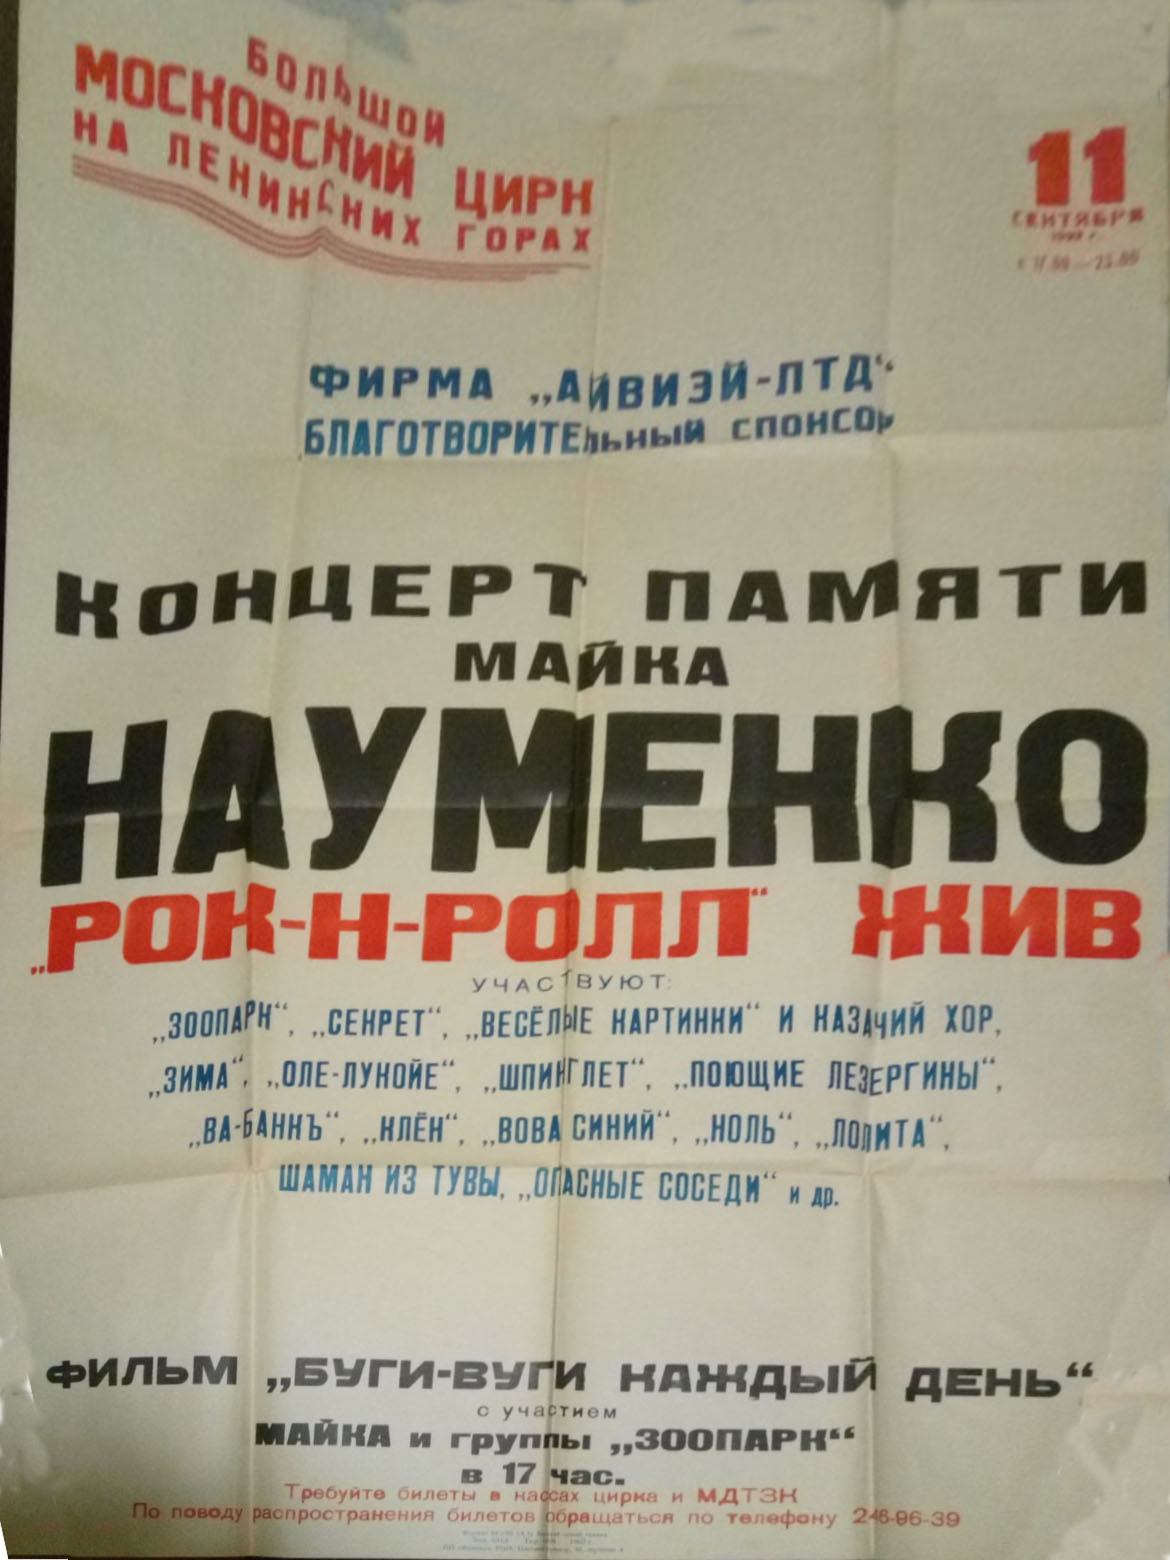 БОЛЬШОЙ
МОСКОВСКИЙ ЦИРК
НА ЛЕНИНСКИХ ГОРАХ
11
СЕНТЯБРЯ
ФИРМА „АЙВИЭЙ-ЛТД“
БЛАГОТВОРИТЕЛЬНЫЙ СПОНСОР
КОНЦЕРТ ПАМЯТИ
МАЙКА
НАУМЕНКО
„РОК-Н-РОЛЛ“ ЖИВ
УЧАСТВУЮТ:
„ЗООПАРК“, „СЕКРЕТ“, „ВЕСЁЛЫЕ КАРТИНКИ“ И КАЗАЧИЙ ХОР,
„ЗИМА“, „ОЛЕ-ЛУКОЙЕ“, „ШПИНГЛЕТ“, „ПОЮЩИЕ ЛЕЗЕРГИНЫ“,
„ВА-БАНКЪ“, „КЛЁН“, „ВОВА СИНИЙ“, „НОЛЬ“, „ЛОЛИТА“,
ШАМАН ИЗ ТУВЫ, „ОПАСНЫЕ СОСЕДИ“ и др.
ФИЛЬМ „БУГИ-ВУГИ КАЖДЫЙ ДЕНЬ“
с участием
МАЙКА и группы „ЗООПАРК“
в 17 час.
Требуйте билеты в кассах цирка и МДТЗК
По поводу распространения билетов обращаться по телефону 246-96-39